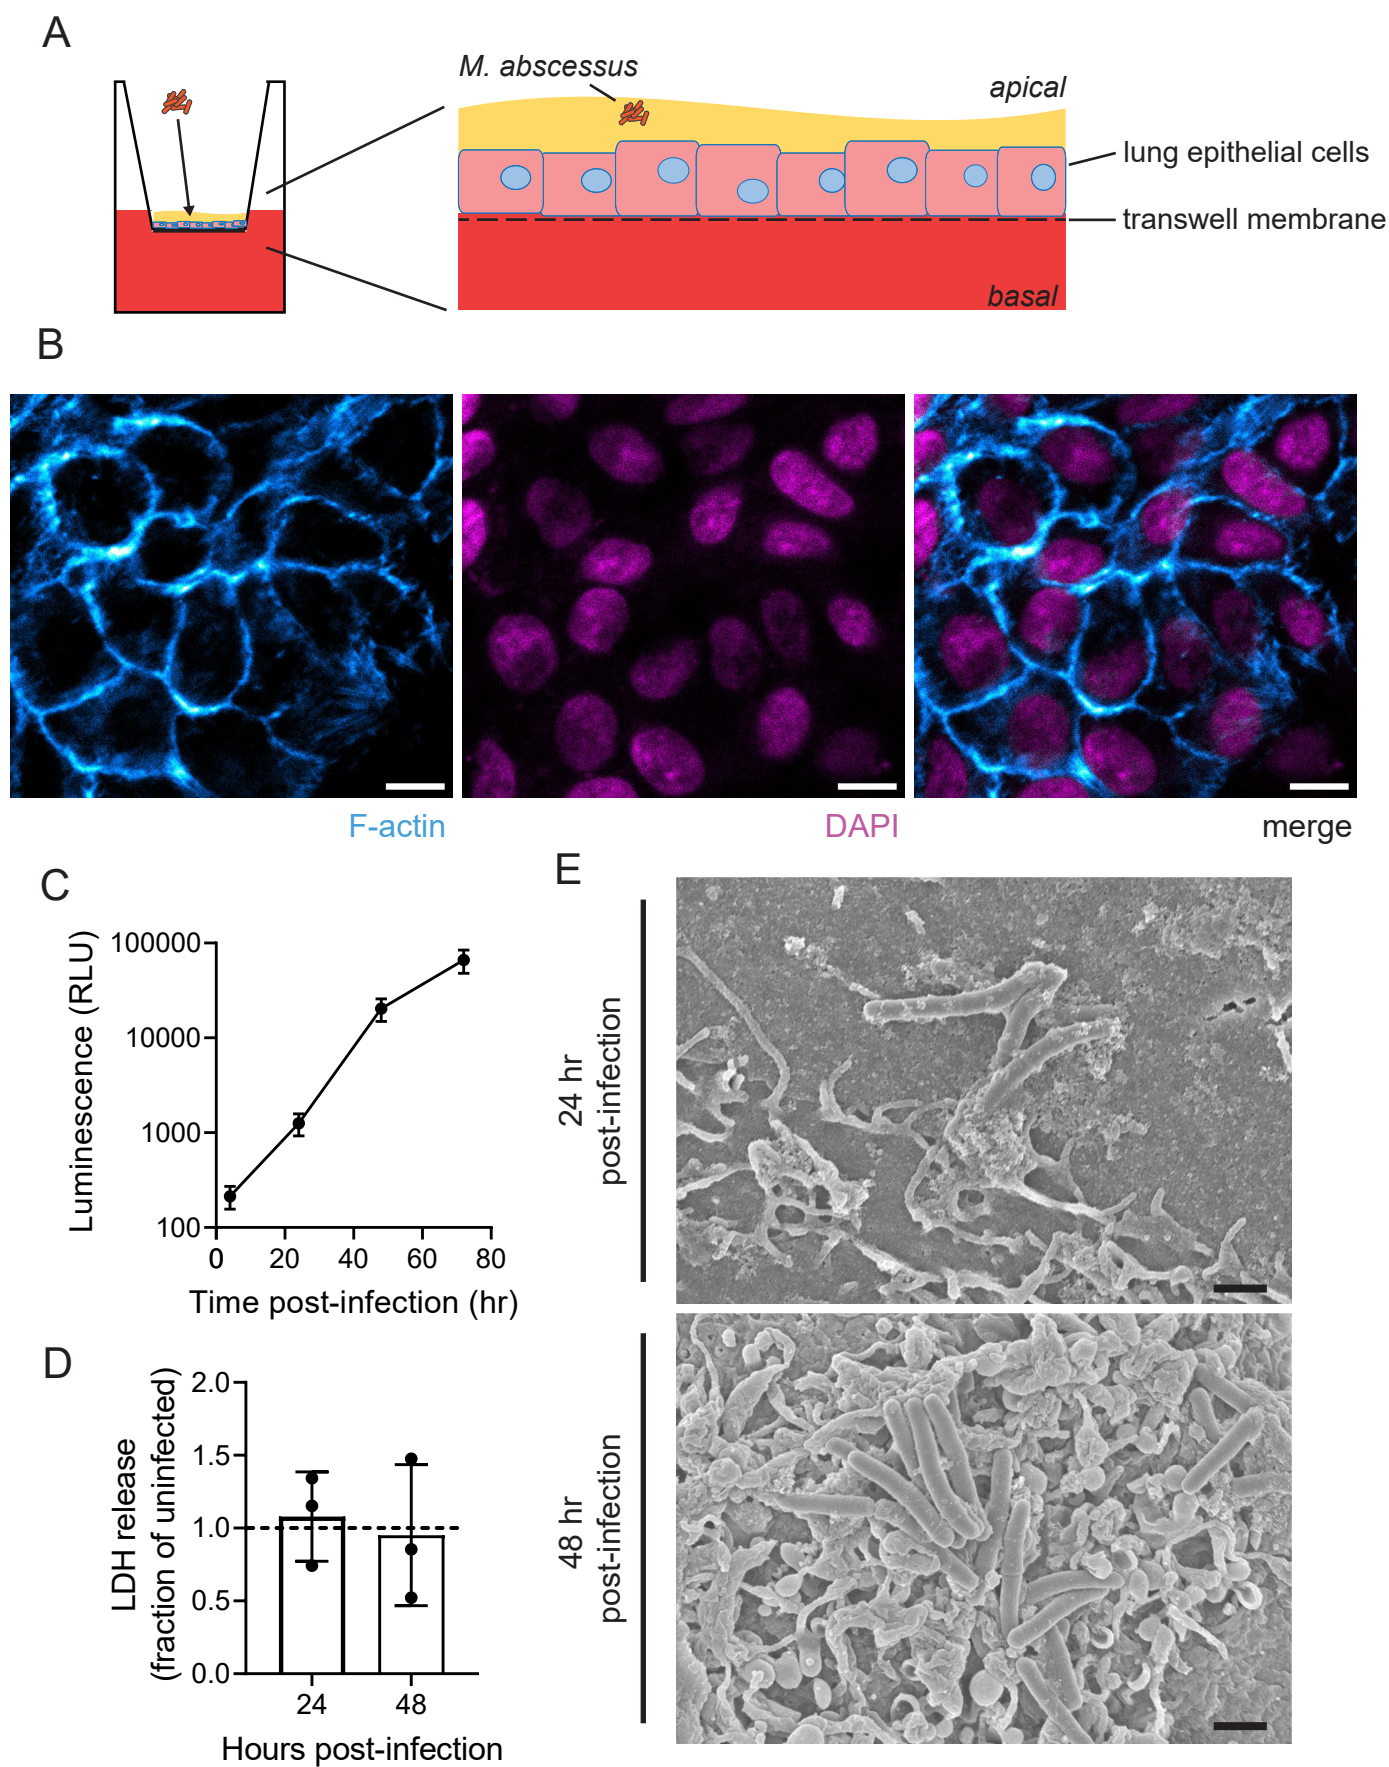 A
M. abscessus
apical
lung epithelial cells
transwell membrane
basal
B
F-actin
DAPI
merge
C
Luminescence (RLU)
100000
10000
1000
100
0
20
40
60
80
0
Time post-infection (hr)
D
LDH release
(fraction of uninfected)
2.0
1.5
1.0
0.5
0.0
24
48
Hours post-infection
E
24 hr
post-infection
48 hr
post-infection